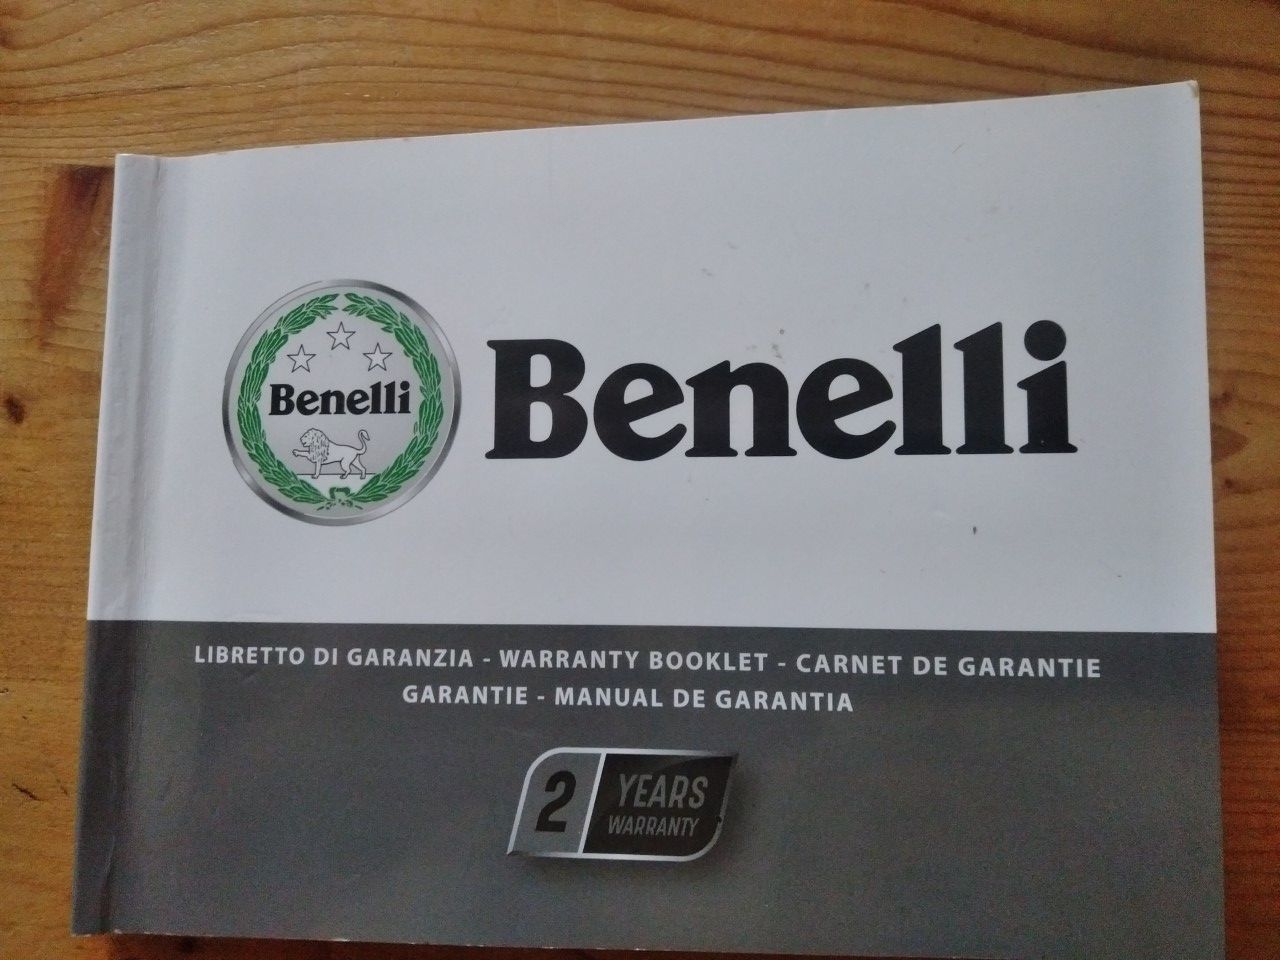 Benelli
Benelli
LIBRETTO DI GARANZIA - WARRANTY BOOKLET - CARNET DE GARANTIE
GARANTIE - MANUAL DE GARANTIA
2 YEARS
WARRANTY